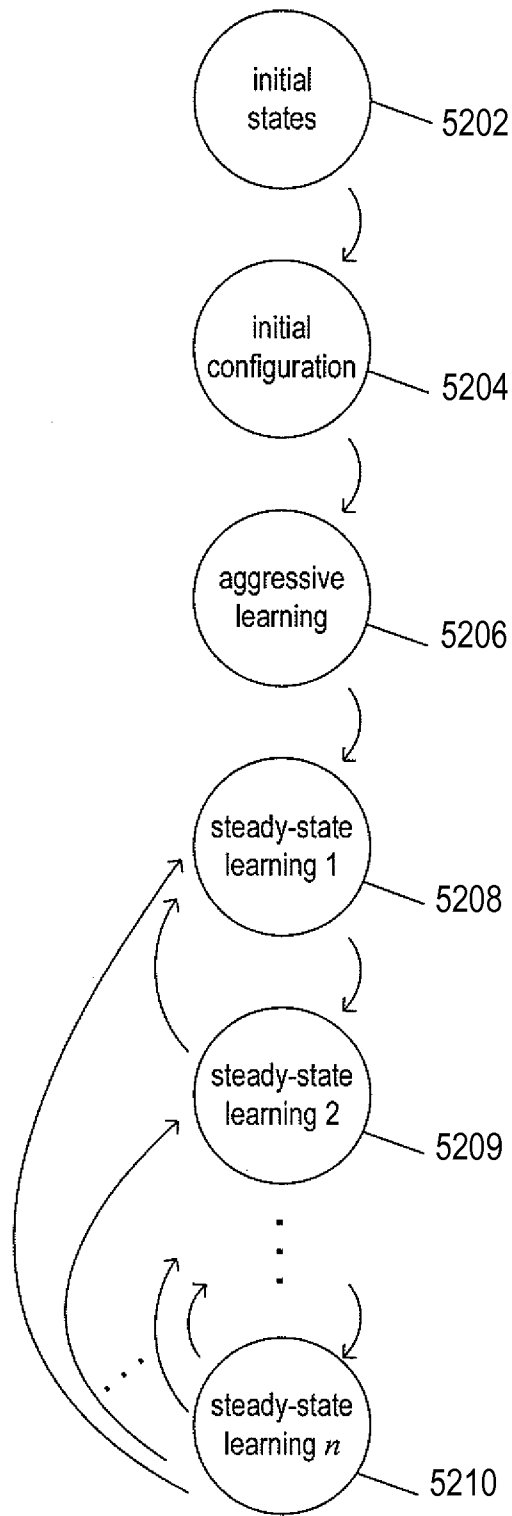 initial
states
5202
initial
configuration
5204
aggressive
learning
5206
steady-state
learning 1
5208
steady-state
learning 2
5209
steady-state
learning n
5210